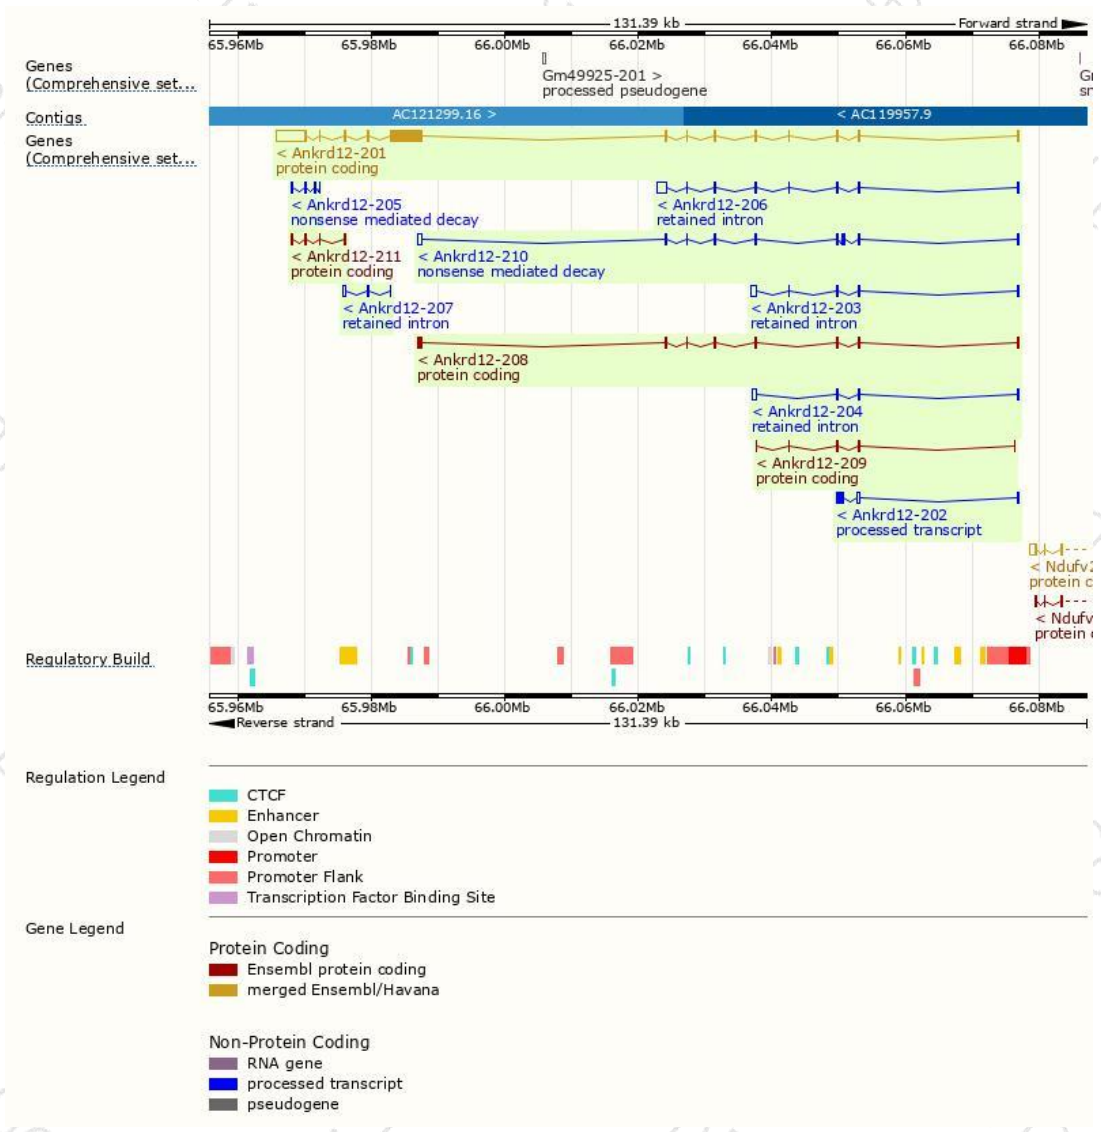 131.39 kb Forward strand
65.96Mb 65.98Mb 66.00Mb 66.02Mb 66.04Mb 66.06Mb 66.08Mb
Genes
(Comprehensive set...
Gm49925-201 >
processed pseudogene
Contigs
AC121299.16 > < AC119957.9
Genes
(Comprehensive set...
< Ankrd12-201
protein coding
< Ankrd12-205 < Ankrd12-206
nonsense mediated decay retained intron
< Ankrd12-211 < Ankrd12-210
protein coding nonsense mediated decay
< Ankrd12-207 < Ankrd12-203
retained intron retained intron
< Ankrd12-208
protein coding
< Ankrd12-204
retained intron
< Ankrd12-209
protein coding
< Ankrd12-202
processed transcript
< Ndufv2
protein c
< Ndufv
protein
Regulatory Build
65.96Mb 65.98Mb 66.00Mb 66.02Mb 66.04Mb 66.06Mb 66.08Mb
Reverse strand 131.39 kb
Regulation Legend
CTCF
Enhancer
Open Chromatin
Promoter
Promoter Flank
Transcription Factor Binding Site
Gene Legend
Protein Coding
Ensembl protein coding
merged Ensembl/Havana
Non-Protein Coding
RNA gene
processed transcript
pseudogene